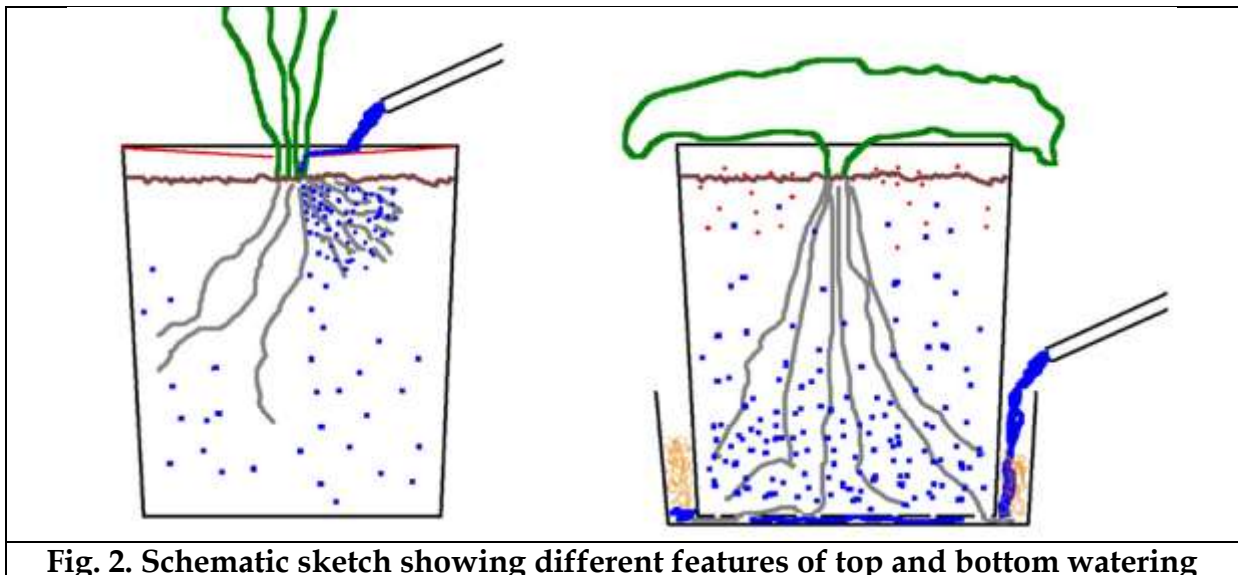 Fig. 2. Schematic sketch showing different features of top and bottom watering